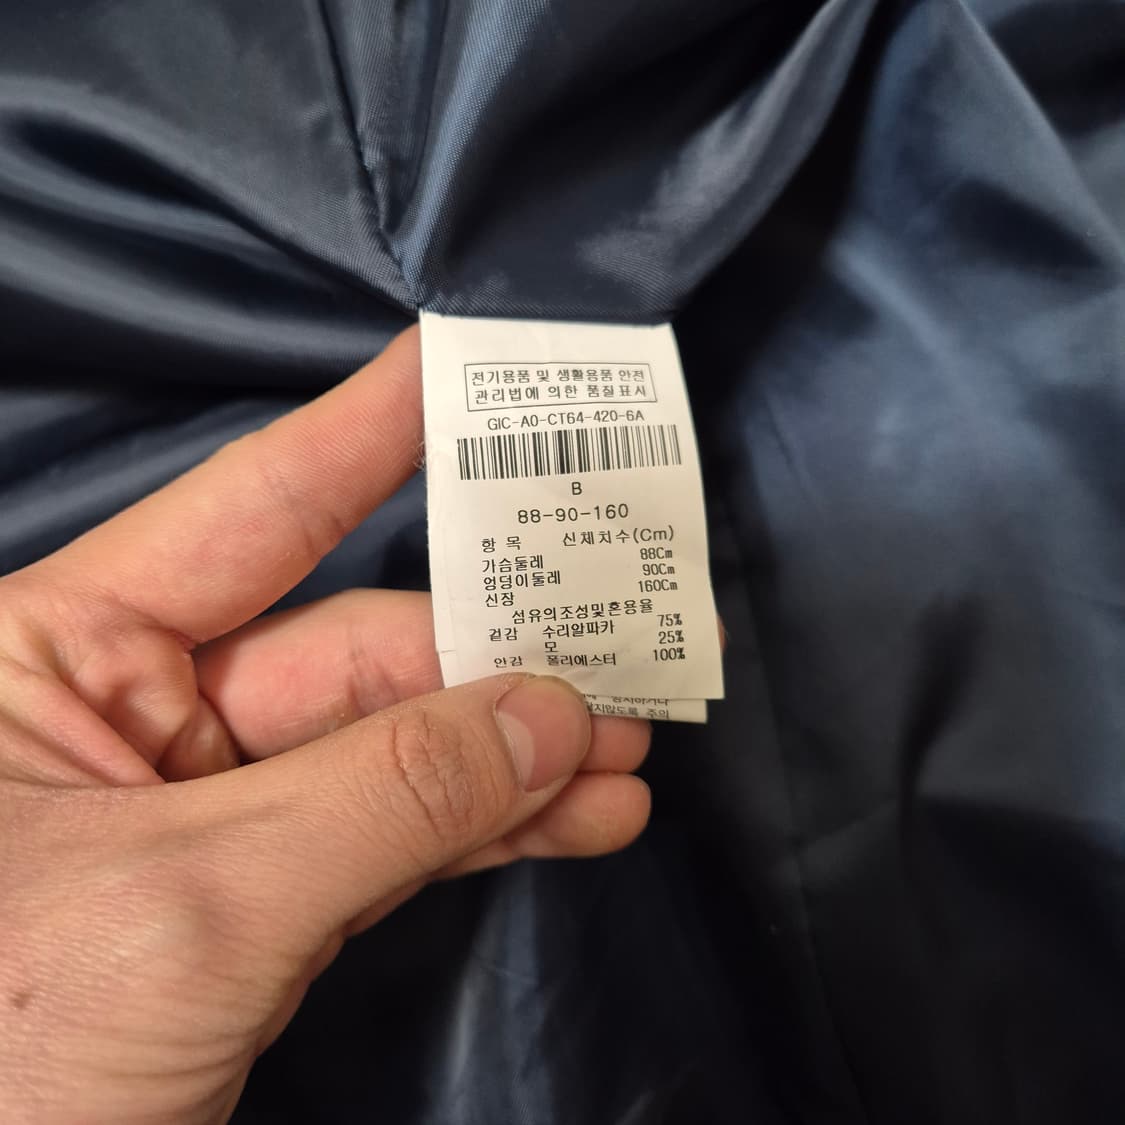 전기용품 및 생활용품 안전
관리법에 의한 품질표시
GIC-A0-CT64-420-6A
B
88-90-160
항 목 신체치수(Cm)
가슴둘레 88Cm
엉덩이둘레 90Cm
신장 160Cm
섬유의조성및혼용율
겉감 수리알파카 75%
모 25%
안감 폴리에스터 100%
주의